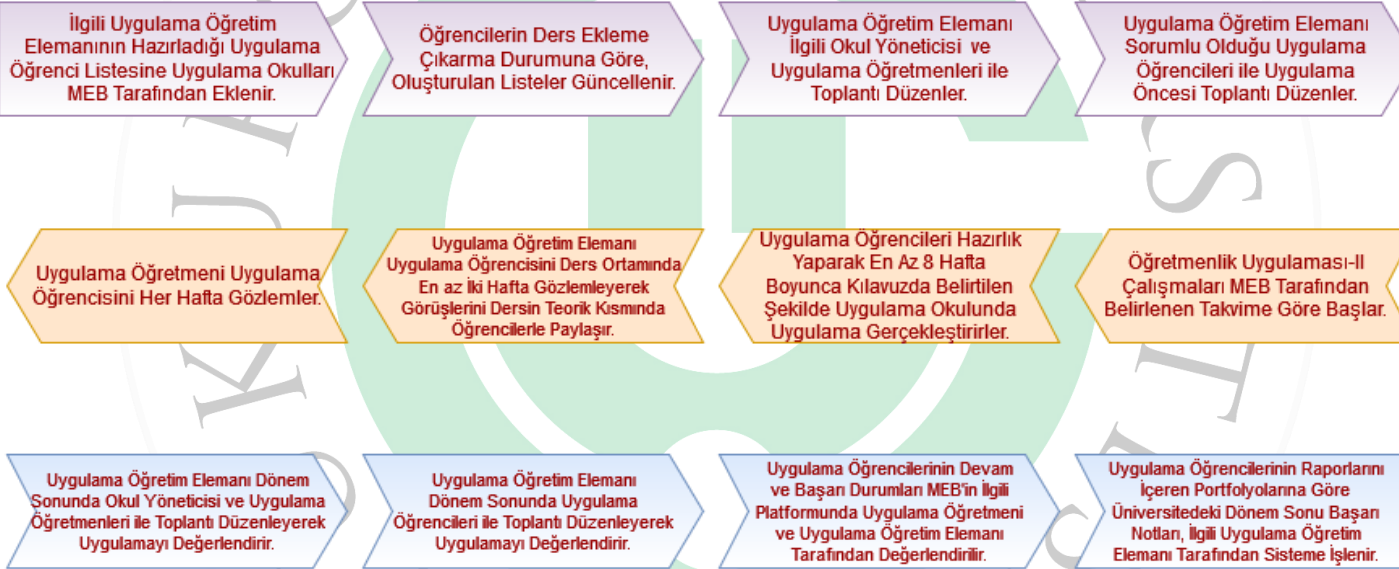 İlgili Uygulama Öğretim
Elemanının Hazırladığı Uygulama
Öğrenci Listesine Uygulama Okulları
MEB Tarafından Eklenir.
Öğrencilerin Ders Ekleme
Çıkarma Durumuna Göre,
Oluşturulan Listeler Güncellenir.
Uygulama Öğretim Elemanı
İlgili Okul Yöneticisi ve
Uygulama Öğretmenleri ile
Toplantı Düzenler.
Uygulama Öğretim Elemanı
Sorumlu Olduğu Uygulama
Öğrencileri ile Uygulama
Öncesi Toplantı Düzenler.
Uygulama Öğretmeni Uygulama
Öğrencisini Her Hafta Gözlemler.
Uygulama Öğretim Elemanı
Uygulama Öğrencisini Ders Ortamında
En az İki Hafta Gözlemleyerek
Görüşlerini Dersin Teorik Kısmında
Öğrencilerle Paylaşır.
Uygulama Öğrencileri Hazırlık
Yaparak En Az 8 Hafta
Boyunca Kılavuzda Belirtilen
Şekilde Uygulama Okulunda
Uygulama Gerçekleştirirler.
Öğretmenlik Uygulaması-II
Çalışmaları MEB Tarafından
Belirlenen Takvime Göre Başlar.
Uygulama Öğretim Elemanı Dönem
Sonunda Okul Yöneticisi ve Uygulama
Öğretmenleri ile Toplantı Düzenleyerek
Uygulamayı Değerlendirir.
Uygulama Öğretim Elemanı
Dönem Sonunda Uygulama
Öğrencileri ile Toplantı Düzenleyerek
Uygulamayı Değerlendirir.
Uygulama Öğrencilerinin Devam
ve Başarı Durumları MEB'in İlgili
Platformunda Uygulama Öğretmeni
ve Uygulama Öğretim Elemanı
Tarafından Değerlendirilir.
Uygulama Öğrencilerinin Raporlarını
İçeren Portfolyolarına Göre
Üniversitedeki Dönem Sonu Başarı
Notları, İlgili Uygulama Öğretim
Elemanı Tarafından Sisteme İşlenir.